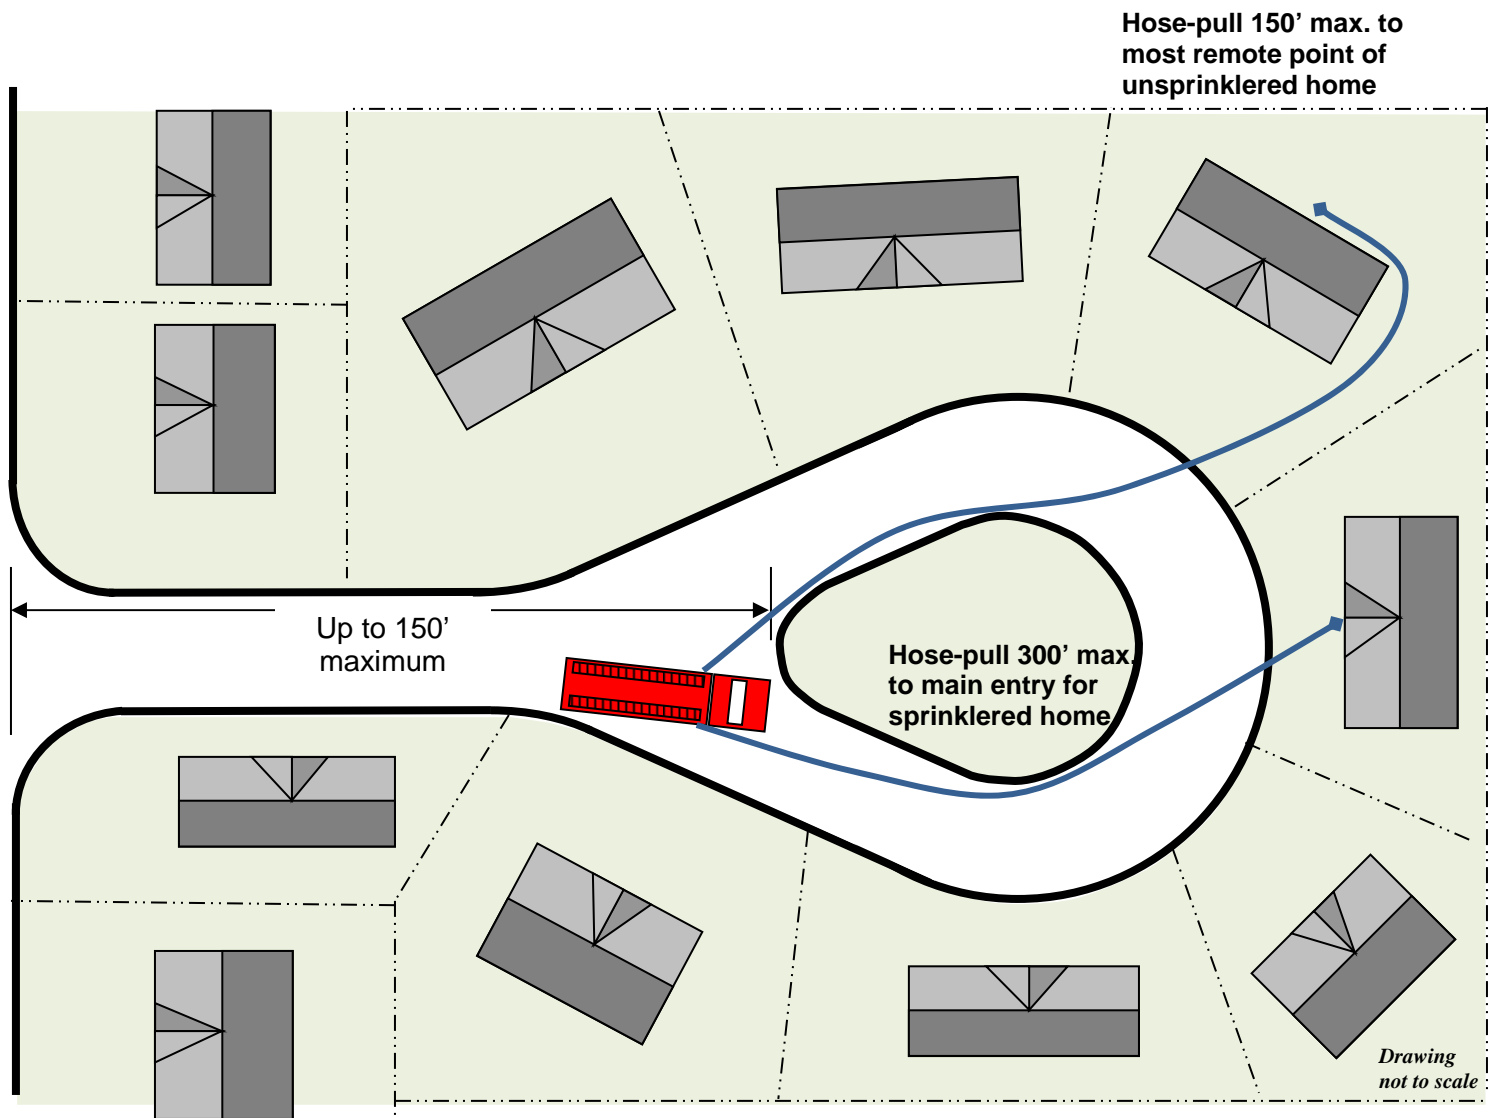 Hose-pull 150’ max. to
most remote point of
unsprinklered home
Up to 150’
maximum
Hose-pull 300’ max.
to main entry for
sprinklered home
Drawing
not to scale